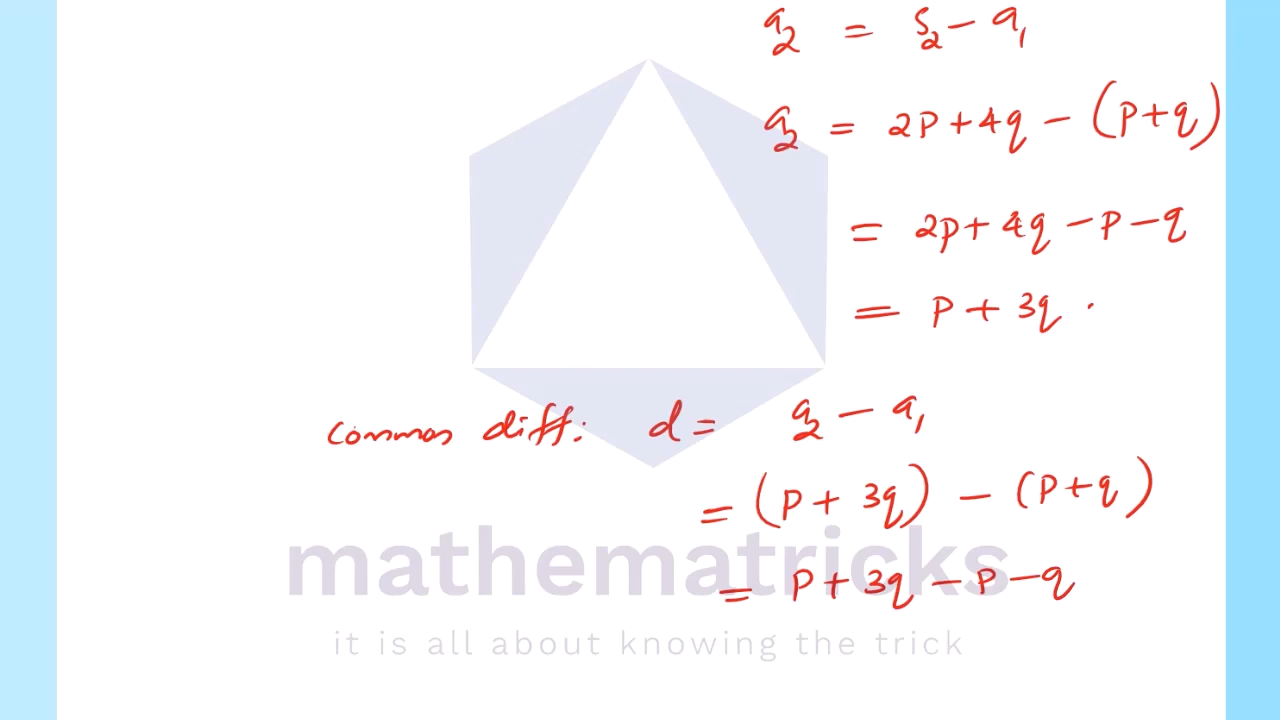 a₂ = S₂ - a₁
a₂ = 2p + 4q - (p+q)
= 2p + 4q - p - q
= p + 3q .
common diff: d = a₂ - a₁
= (p + 3q) - (p+q)
= p + 3q - p - q
mathematricks
it is all about knowing the trick